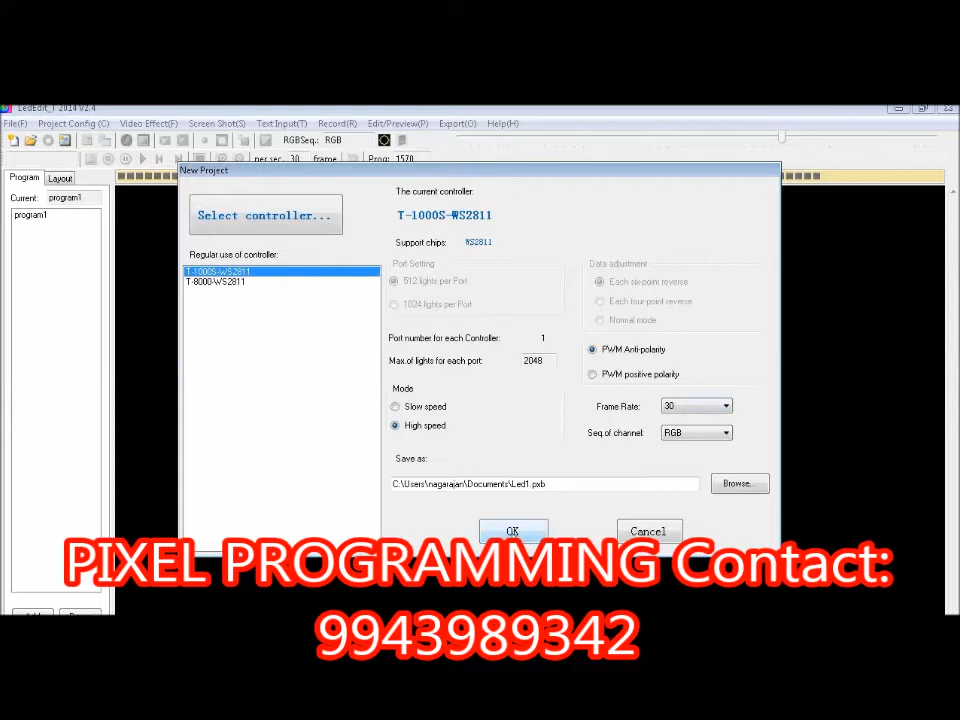 LedEdit_T 2014 V2.4
File(F) Project Config (C) Video Effect(F) Screen Shot(S) Text Input(T) Record(R) Edit/Preview(P) Export(O) Help(H)
RGBSeq.: RGB
per sec. 30 frame Prog: 1570
Program Layout
Current: program1
program1
New Project
Select controller...
Regular use of controller:
T-1000S-WS2811
T-8000-WS2811
The current controller:
T-1000S-WS2811
Support chips: WS2811
Port Setting
512 lights per Port
1024 lights per Port
Data adjustment
Each six-point reverse
Each four-point reverse
Normal mode
Port number for each Controller: 1
Max.of lights for each port: 2048
PWM Anti-polarity
PWM positive polarity
Mode
Slow speed
High speed
Frame Rate: 30
Seq.of channel: RGB
Save as:
C:\Users\nagarajan\Documents\Led1.pxb
Browse...
OK Cancel
PIXEL PROGRAMMING Contact:
9943989342